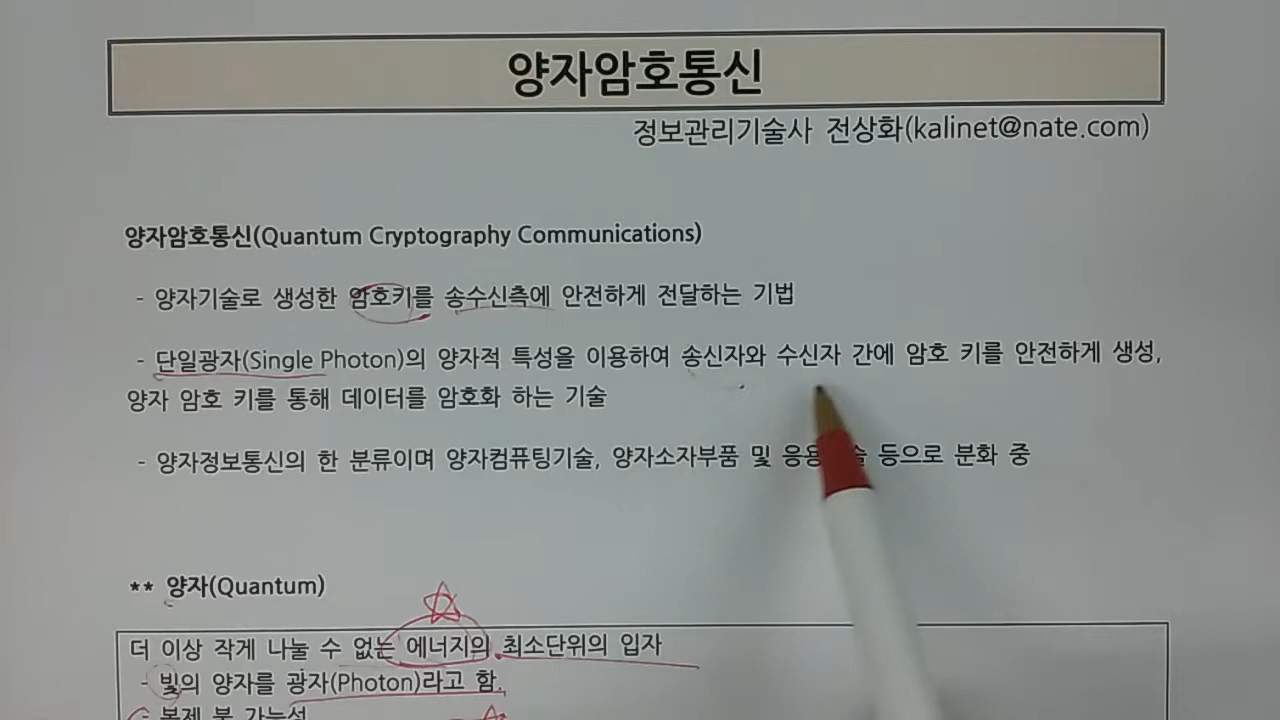 양자암호통신
정보관리기술사 전상화(kalinet@nate.com)
양자암호통신(Quantum Cryptography Communications)
- 양자기술로 생성한 암호키를 송수신측에 안전하게 전달하는 기법
- 단일광자(Single Photon)의 양자적 특성을 이용하여 송신자와 수신자 간에 암호 키를 안전하게 생성,
양자 암호 키를 통해 데이터를 암호화 하는 기술
- 양자정보통신의 한 분류이며 양자컴퓨팅기술, 양자소자부품 및 등으로 분화 중
** 양자(Quantum)
더 이상 작게 나눌 수 없는 에너지의 최소단위의 입자
- 빛의 양자를 광자(Photon)라고 함.
- 복제 불 가능성